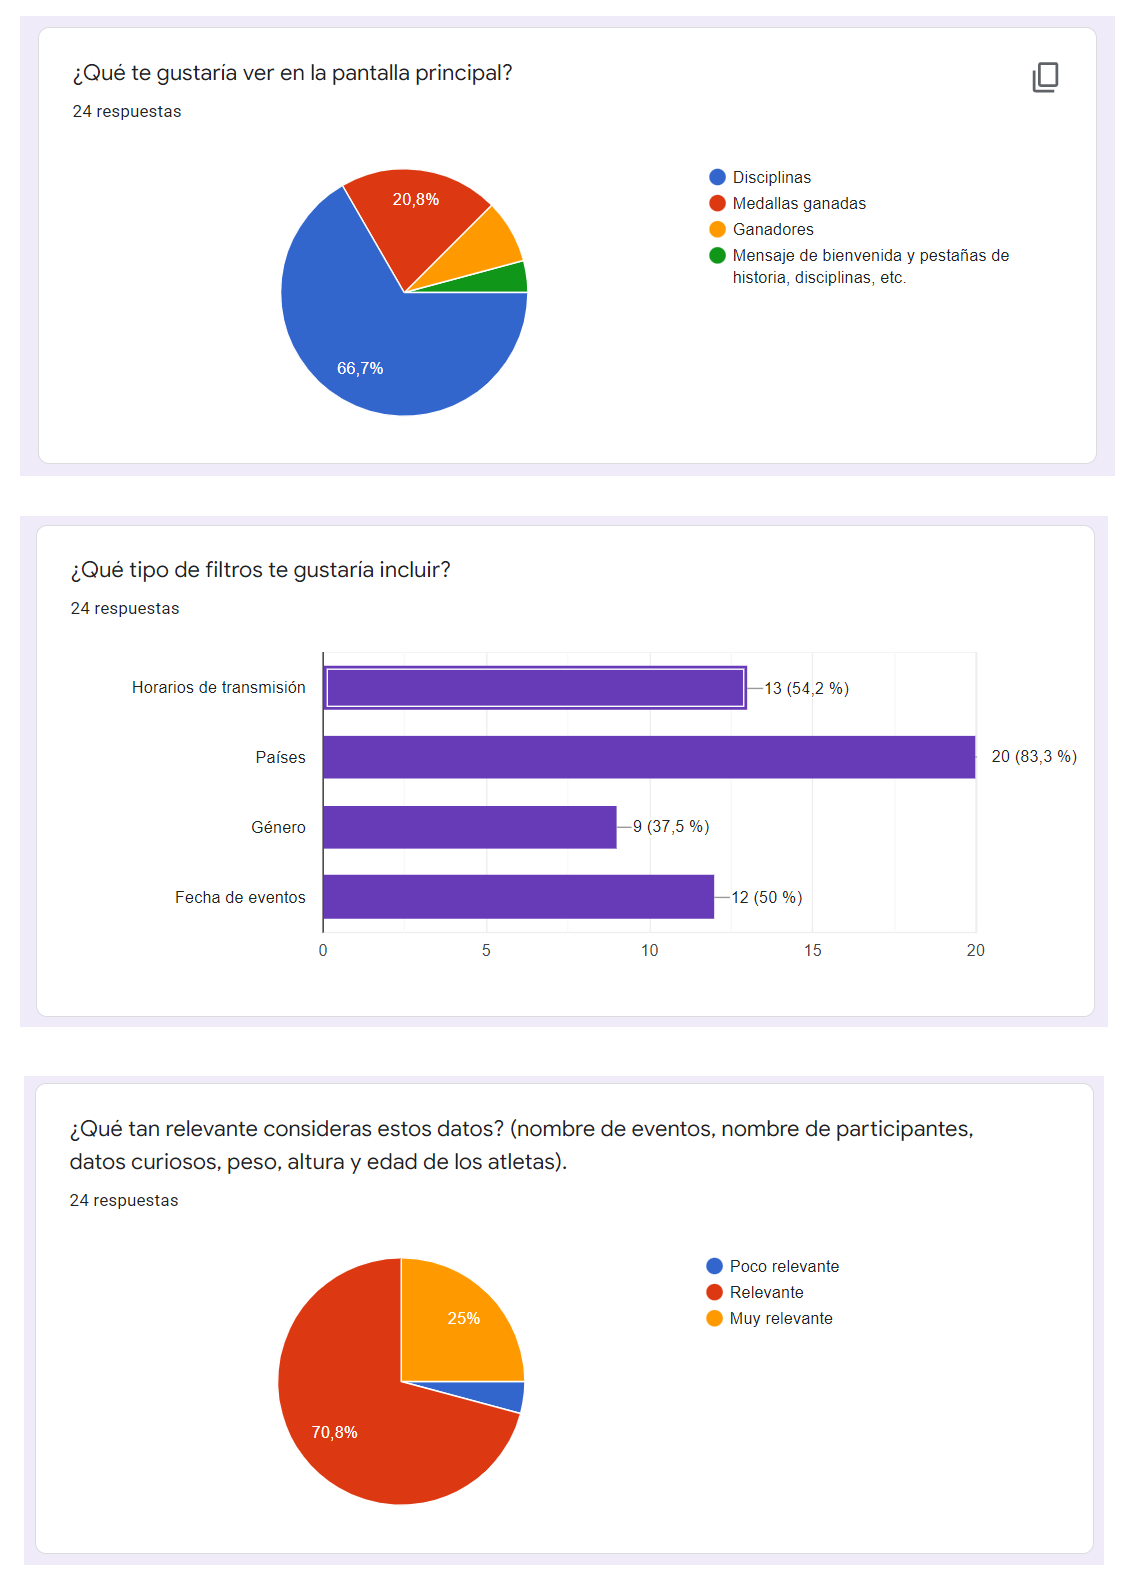 ¿Qué te gustaría ver en la pantalla principal?
24 respuestas
20,8%
66,7%
Disciplinas
Medallas ganadas
Ganadores
Mensaje de bienvenida y pestañas de
historia, disciplinas, etc.
¿Qué tipo de filtros te gustaría incluir?
24 respuestas
Horarios de transmisión
13 (54,2 %)
Países
20 (83,3 %)
Género
9 (37,5 %)
Fecha de eventos
12 (50 %)
0 5 10 15 20
¿Qué tan relevante consideras estos datos? (nombre de eventos, nombre de participantes,
datos curiosos, peso, altura y edad de los atletas).
24 respuestas
25%
70,8%
Poco relevante
Relevante
Muy relevante